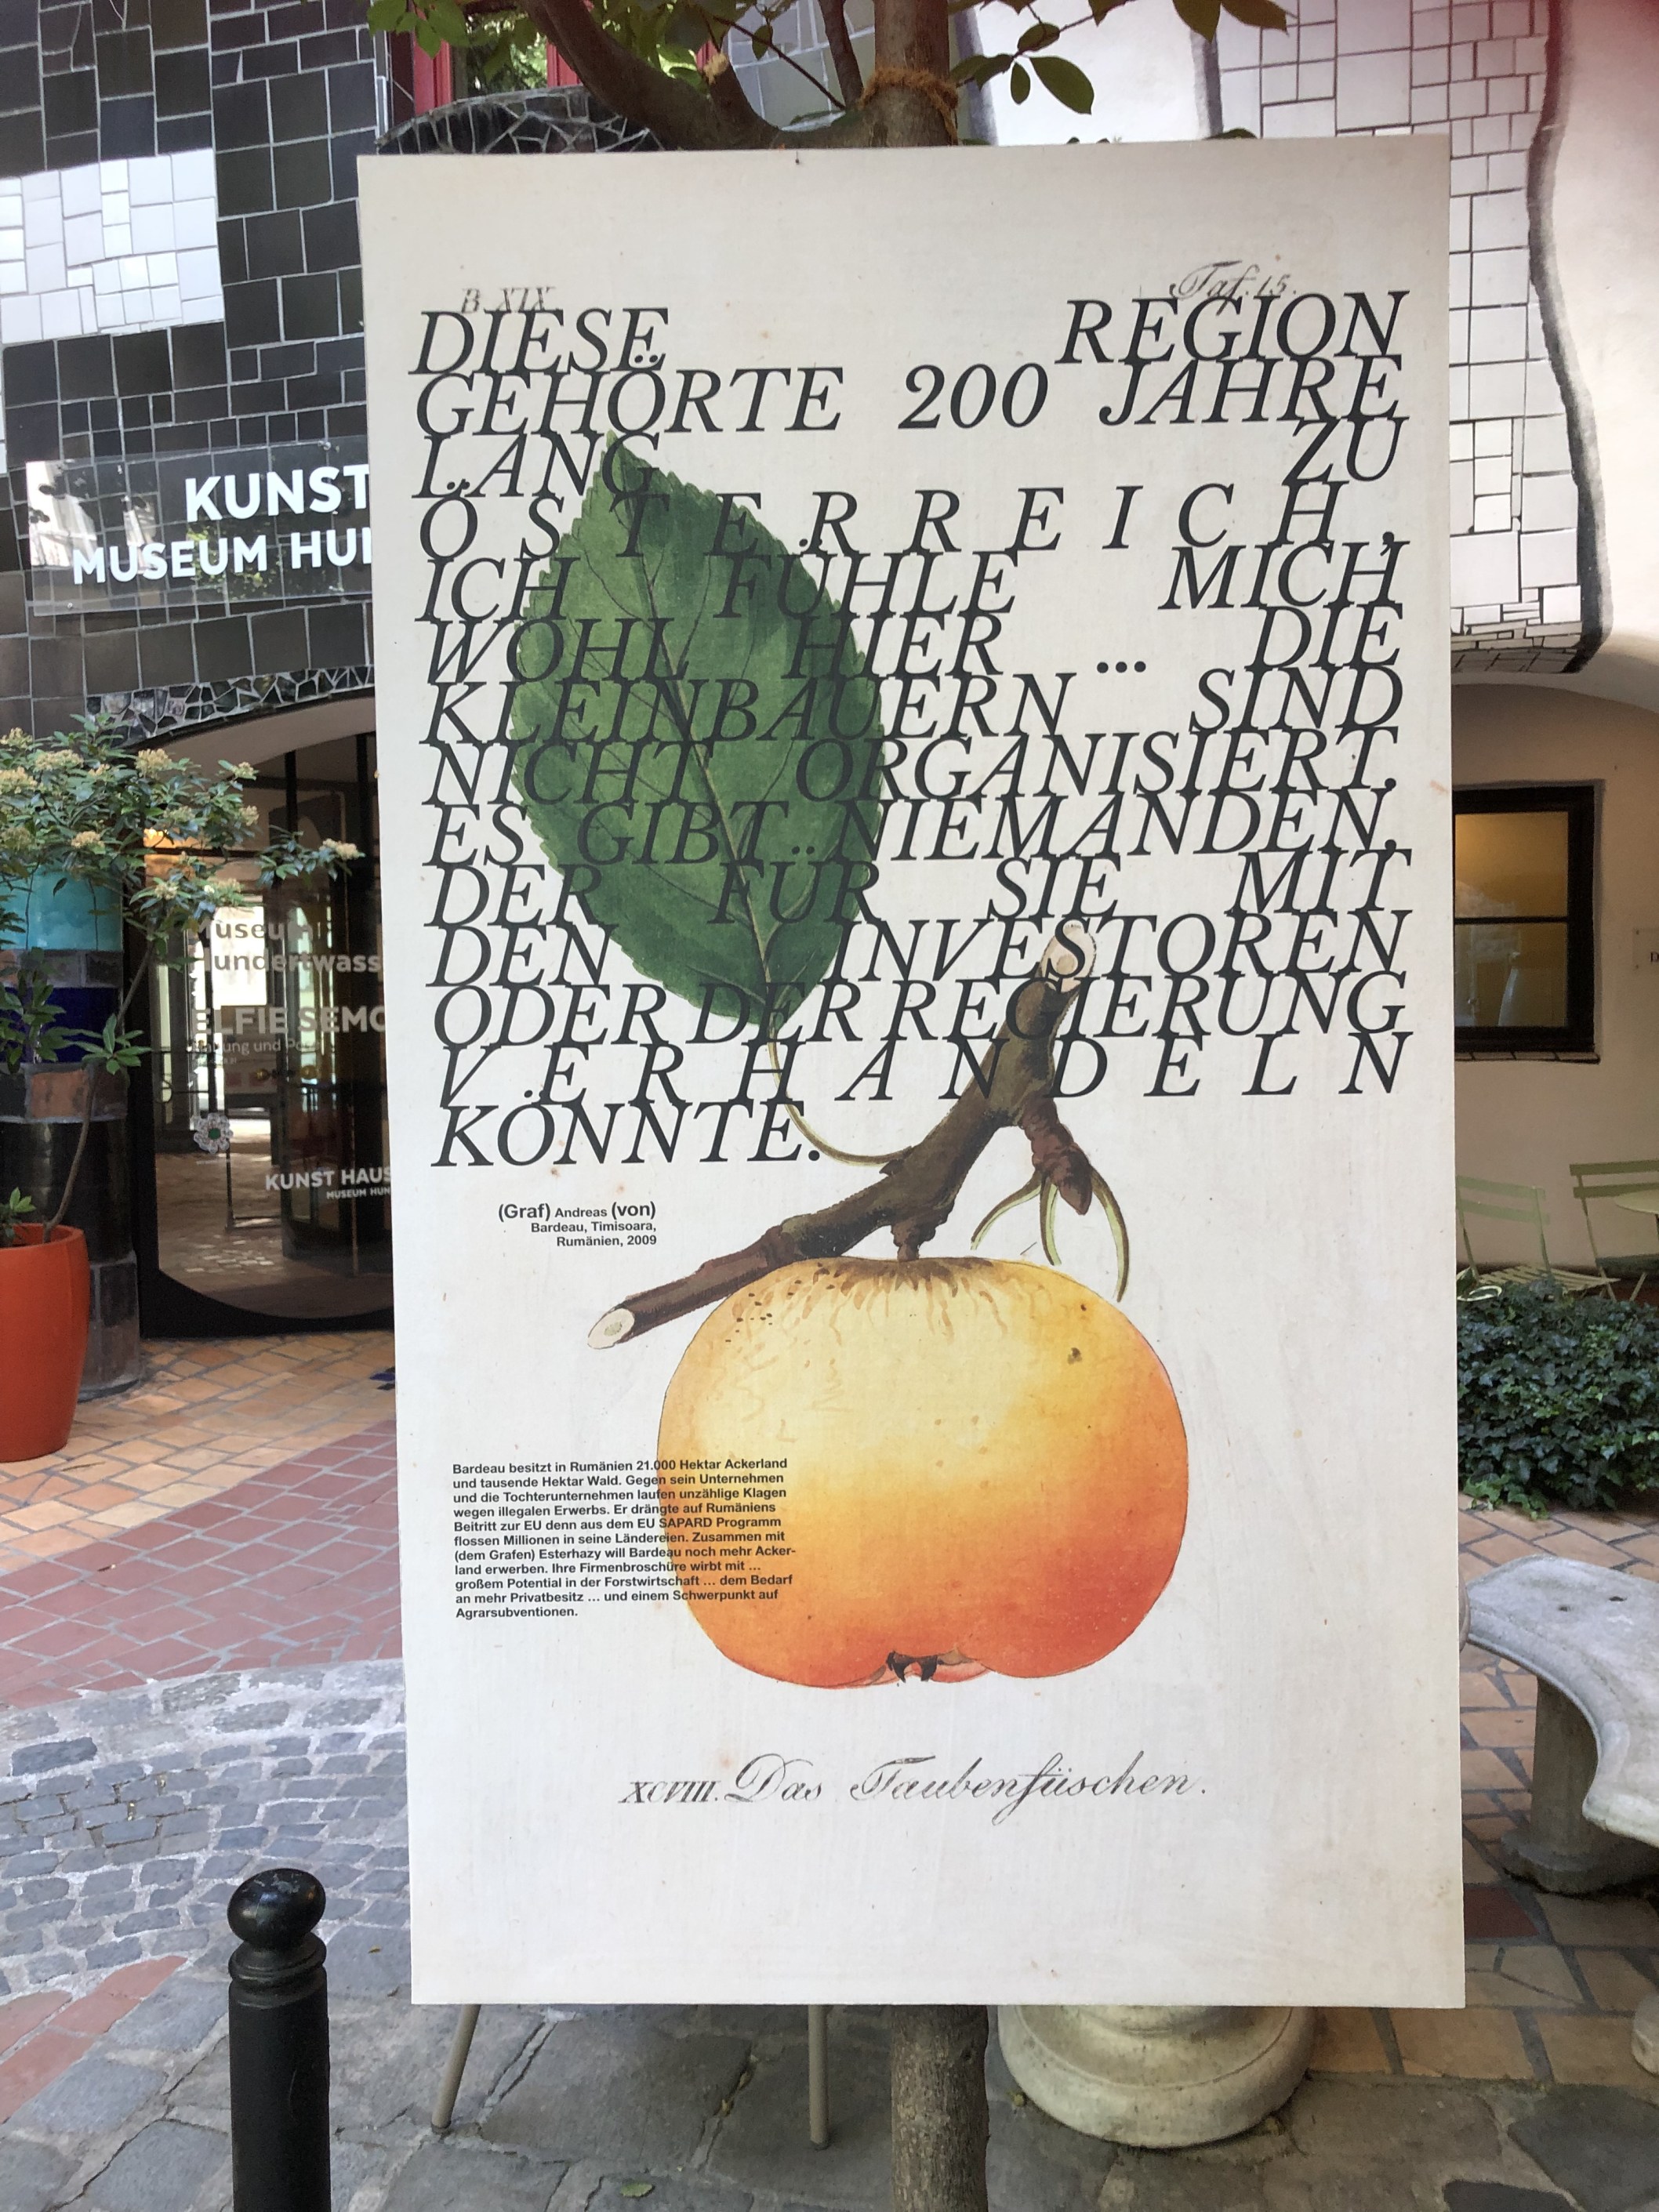 KUNST
MUSEUM HU
Museum
Hundertwass
ELFIE SEM
KUNST HAUS
MUSEUM HUN
B. XIX.
Taf. 15.
DIESE REGION
GEHÖRTE 200 JAHRE
LANG ZU
ÖSTERREICH,
ICH FÜHLE MICH
WOHL HIER ... DIE
KLEINBAUERN SIND
NICHT ORGANISIERT.
ES GIBT NIEMANDEN,
DER FÜR SIE MIT
DEN INVESTOREN
ODER DER REGIERUNG
VERHANDELN
KÖNNTE.
(Graf) Andreas (von)
Bardeau, Timisoara,
Rumänien, 2009
Bardeau besitzt in Rumänien 21.000 Hektar Ackerland
und tausende Hektar Wald. Gegen sein Unternehmen
und die Tochterunternehmen laufen unzählige Klagen
wegen illegalen Erwerbs. Er drängte auf Rumäniens
Beitritt zur EU denn aus dem EU SAPARD Programm
flossen Millionen in seine Ländereien. Zusammen mit
(dem Grafen) Esterhazy will Bardeau noch mehr Acker-
land erwerben. Ihre Firmenbroschüre wirbt mit ...
großem Potential in der Forstwirtschaft ... dem Bedarf
an mehr Privatbesitz ... und einem Schwerpunkt auf
Agrarsubventionen.
XCVIII. Das Taubenfüschen.